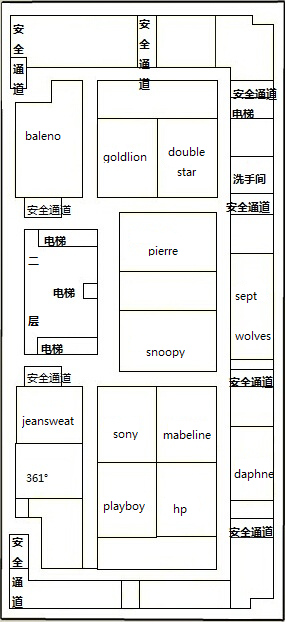 安全通道
安全通道
安全通道
电梯
baleno
goldlion
double
star
洗手间
安全通道
安全通道
电梯
二
层
pierre
电梯
sept
wolves
电梯
snoopy
安全通道
安全通道
jeansweat
sony
mabeline
361°
daphne
playboy
hp
安全通道
安全通道